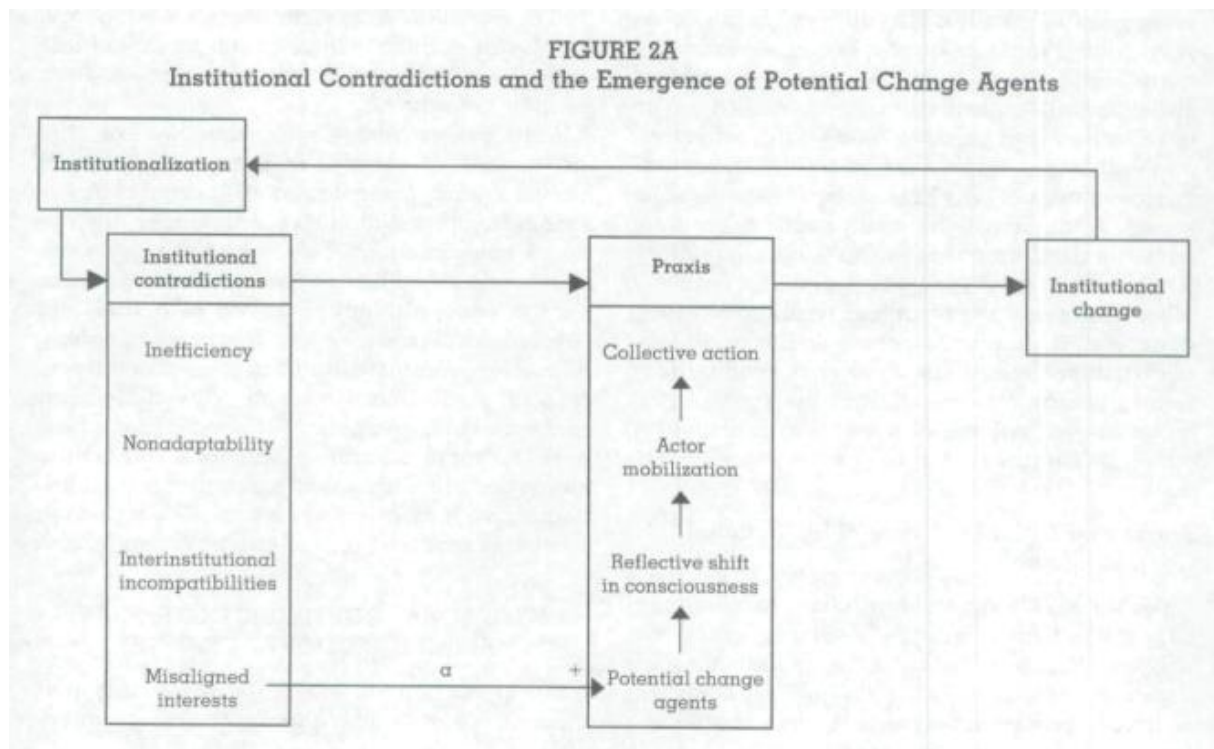 FIGURE 2A
Institutional Contradictions and the Emergence of Potential Change Agents
Institutionalization
Institutional
contradictions
Praxis
Institutional
change
Inefficiency
Collective action
Nonadaptability
Actor
mobilization
Interinstitutional
incompatibilities
Reflective shift
in consciousness
Misaligned
interests
α
+
Potential change
agents